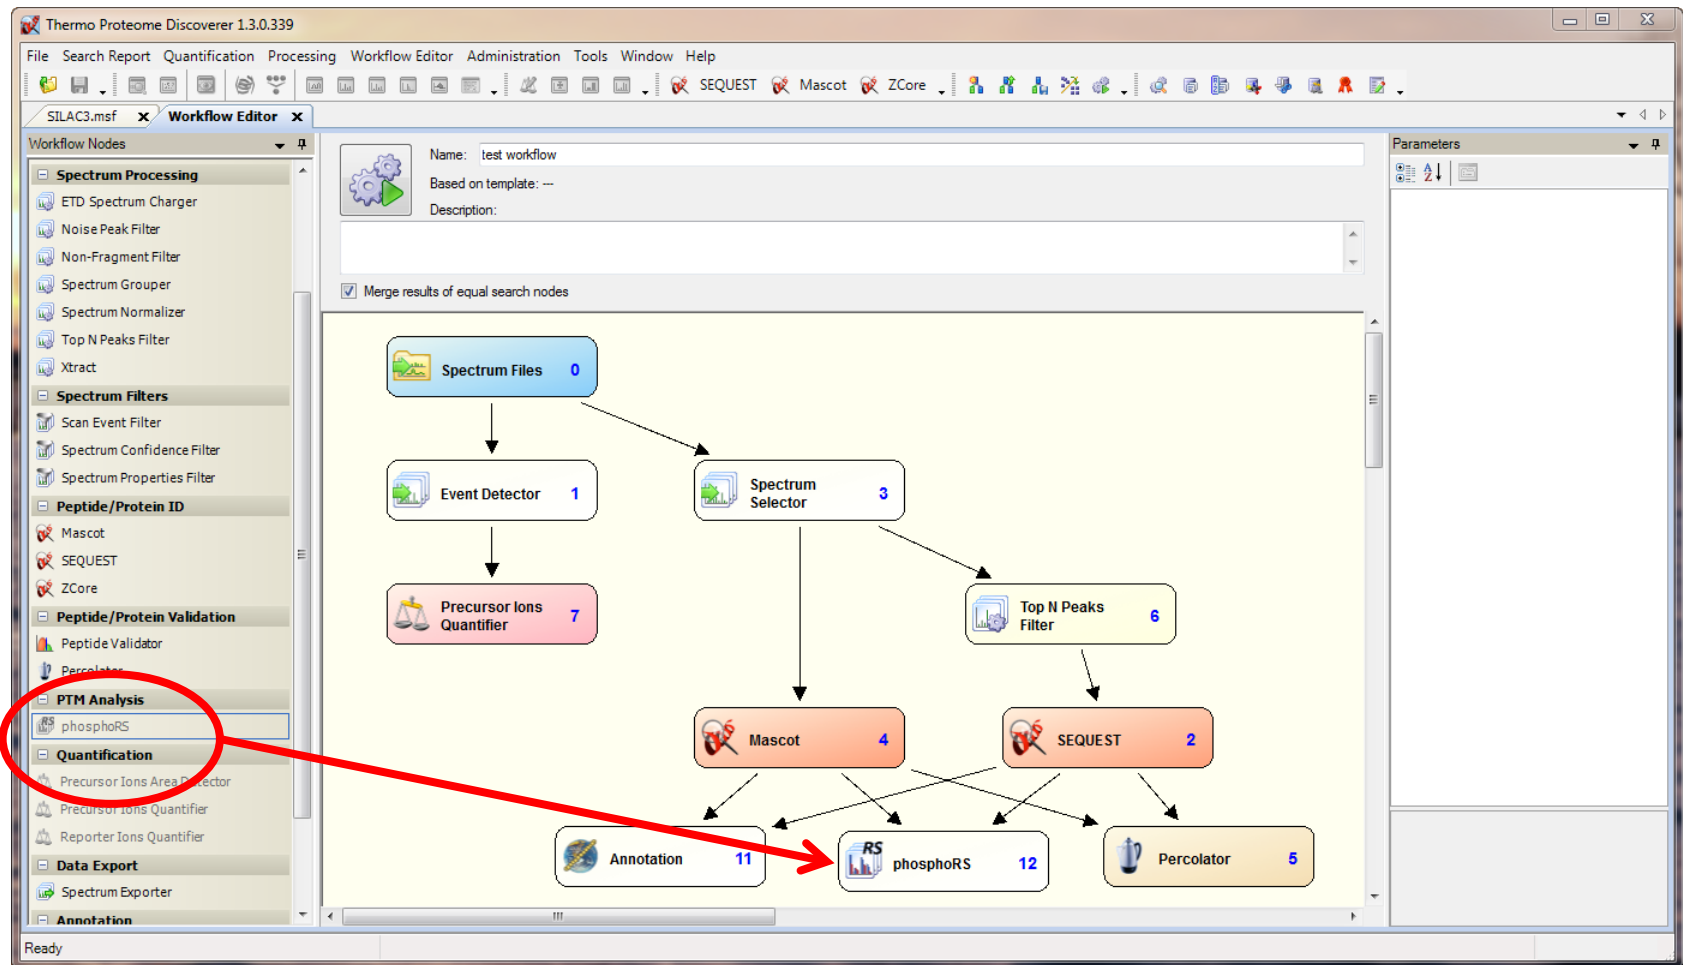 Thermo Proteome Discoverer 1.3.0.339
File Search Report Quantification Processing Workflow Editor Administration Tools Window Help
SEQUEST Mascot ZCore
SILAC3.msf x Workflow Editor x
Workflow Nodes
Spectrum Processing
ETD Spectrum Charger
Noise Peak Filter
Non-Fragment Filter
Spectrum Grouper
Spectrum Normalizer
Top N Peaks Filter
Xtract
Spectrum Filters
Scan Event Filter
Spectrum Confidence Filter
Spectrum Properties Filter
Peptide/Protein ID
Mascot
SEQUEST
ZCore
Peptide/Protein Validation
Peptide Validator
Percolator
PTM Analysis
phosphoRS
Quantification
Precursor Ions Area Detector
Precursor Ions Quantifier
Reporter Ions Quantifier
Data Export
Spectrum Exporter
Annotation
Name: test workflow
Based on template: ---
Description:
Merge results of equal search nodes
Spectrum Files 0
Event Detector 1
Spectrum
Selector 3
Precursor Ions
Quantifier 7
Top N Peaks
Filter 6
Mascot 4
SEQUEST 2
Annotation 11
RS
phosphoRS 12
Percolator 5
Parameters
Ready